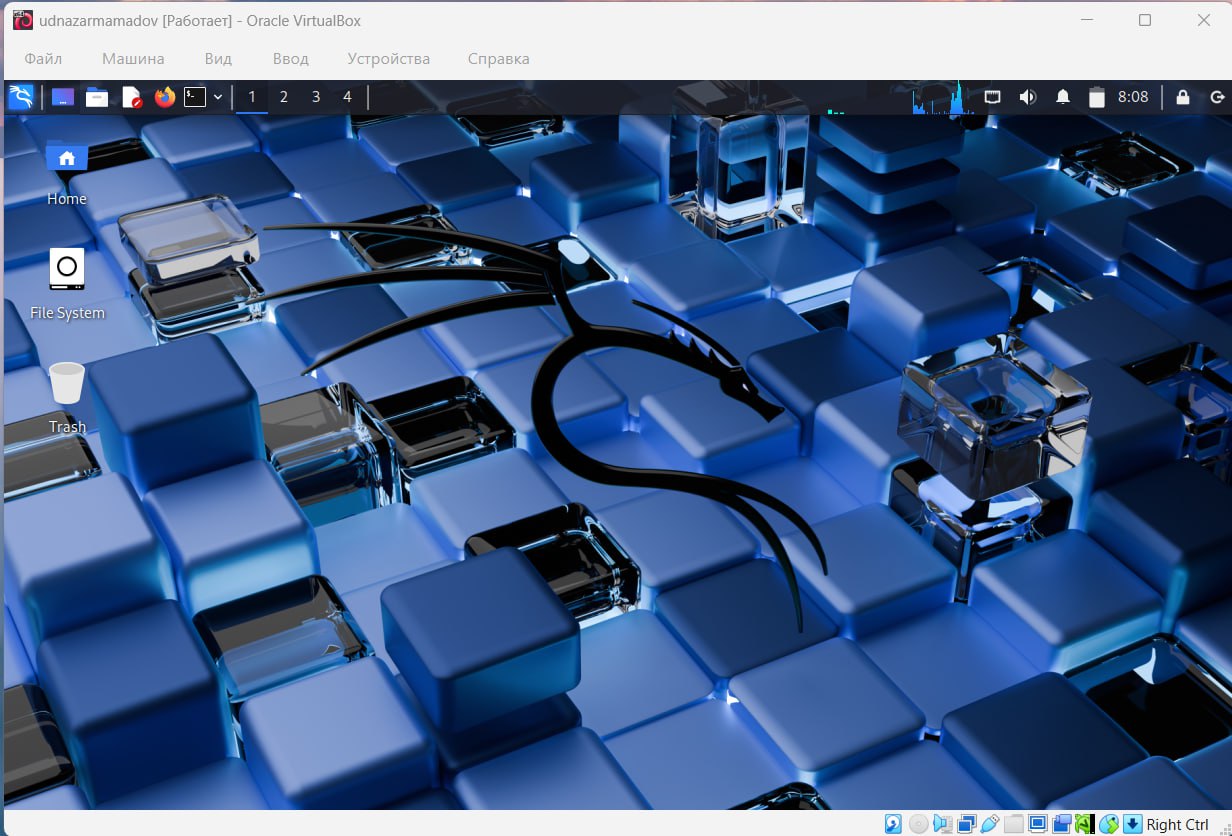 udnazarmamadov [Работает] - Oracle VirtualBox
Файл Машина Вид Ввод Устройства Справка
1 2 3 4 8:08
Home
File System
Trash
Right Ctrl